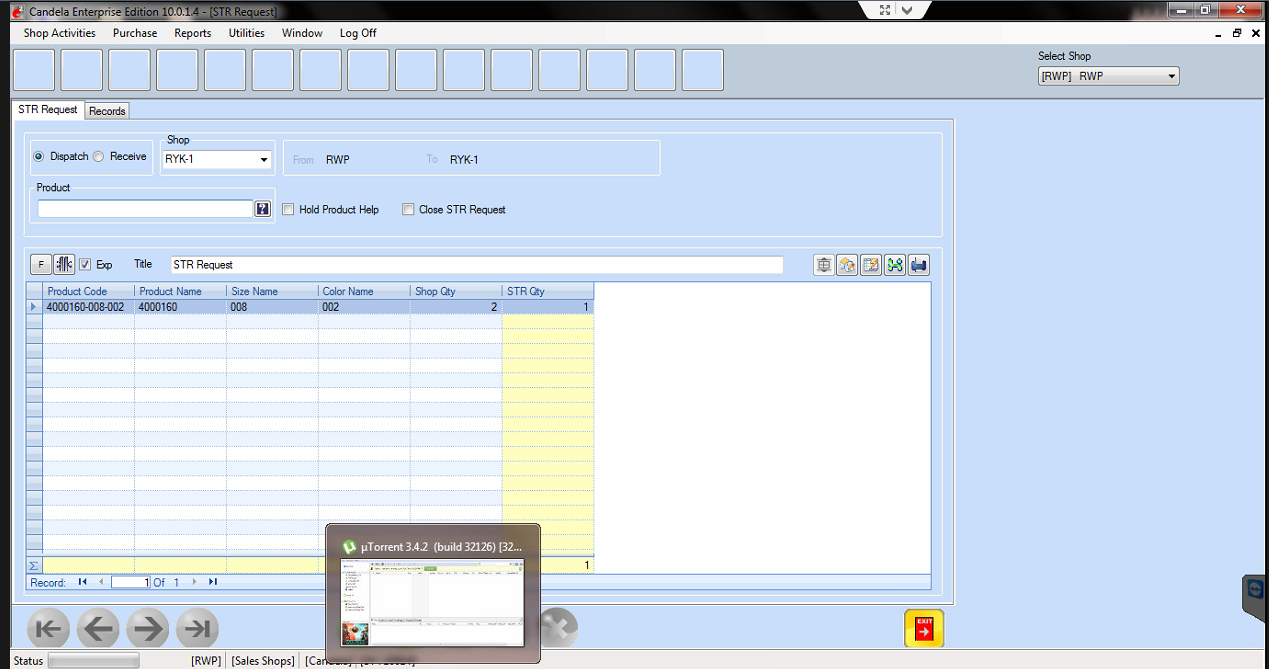 Candela Enterprise Edition 10.0.1.4 - [STR Request]
Shop Activities Purchase Reports Utilities Window Log Off
Select Shop
[RWP] RWP
STR Request Records
Shop
Dispatch Receive RYK-1 From RWP To RYK-1
Product
? Hold Product Help Close STR Request
F Exp Title STR Request
Product Code Product Name Size Name Color Name Shop Qty STR Qty
4000160-008-002 4000160 008 002 2 1
µTorrent 3.4.2 (build 32126) [32...
Σ 1
Record: 1 Of 1
EXIT
Status [RWP] [Sales Shops]